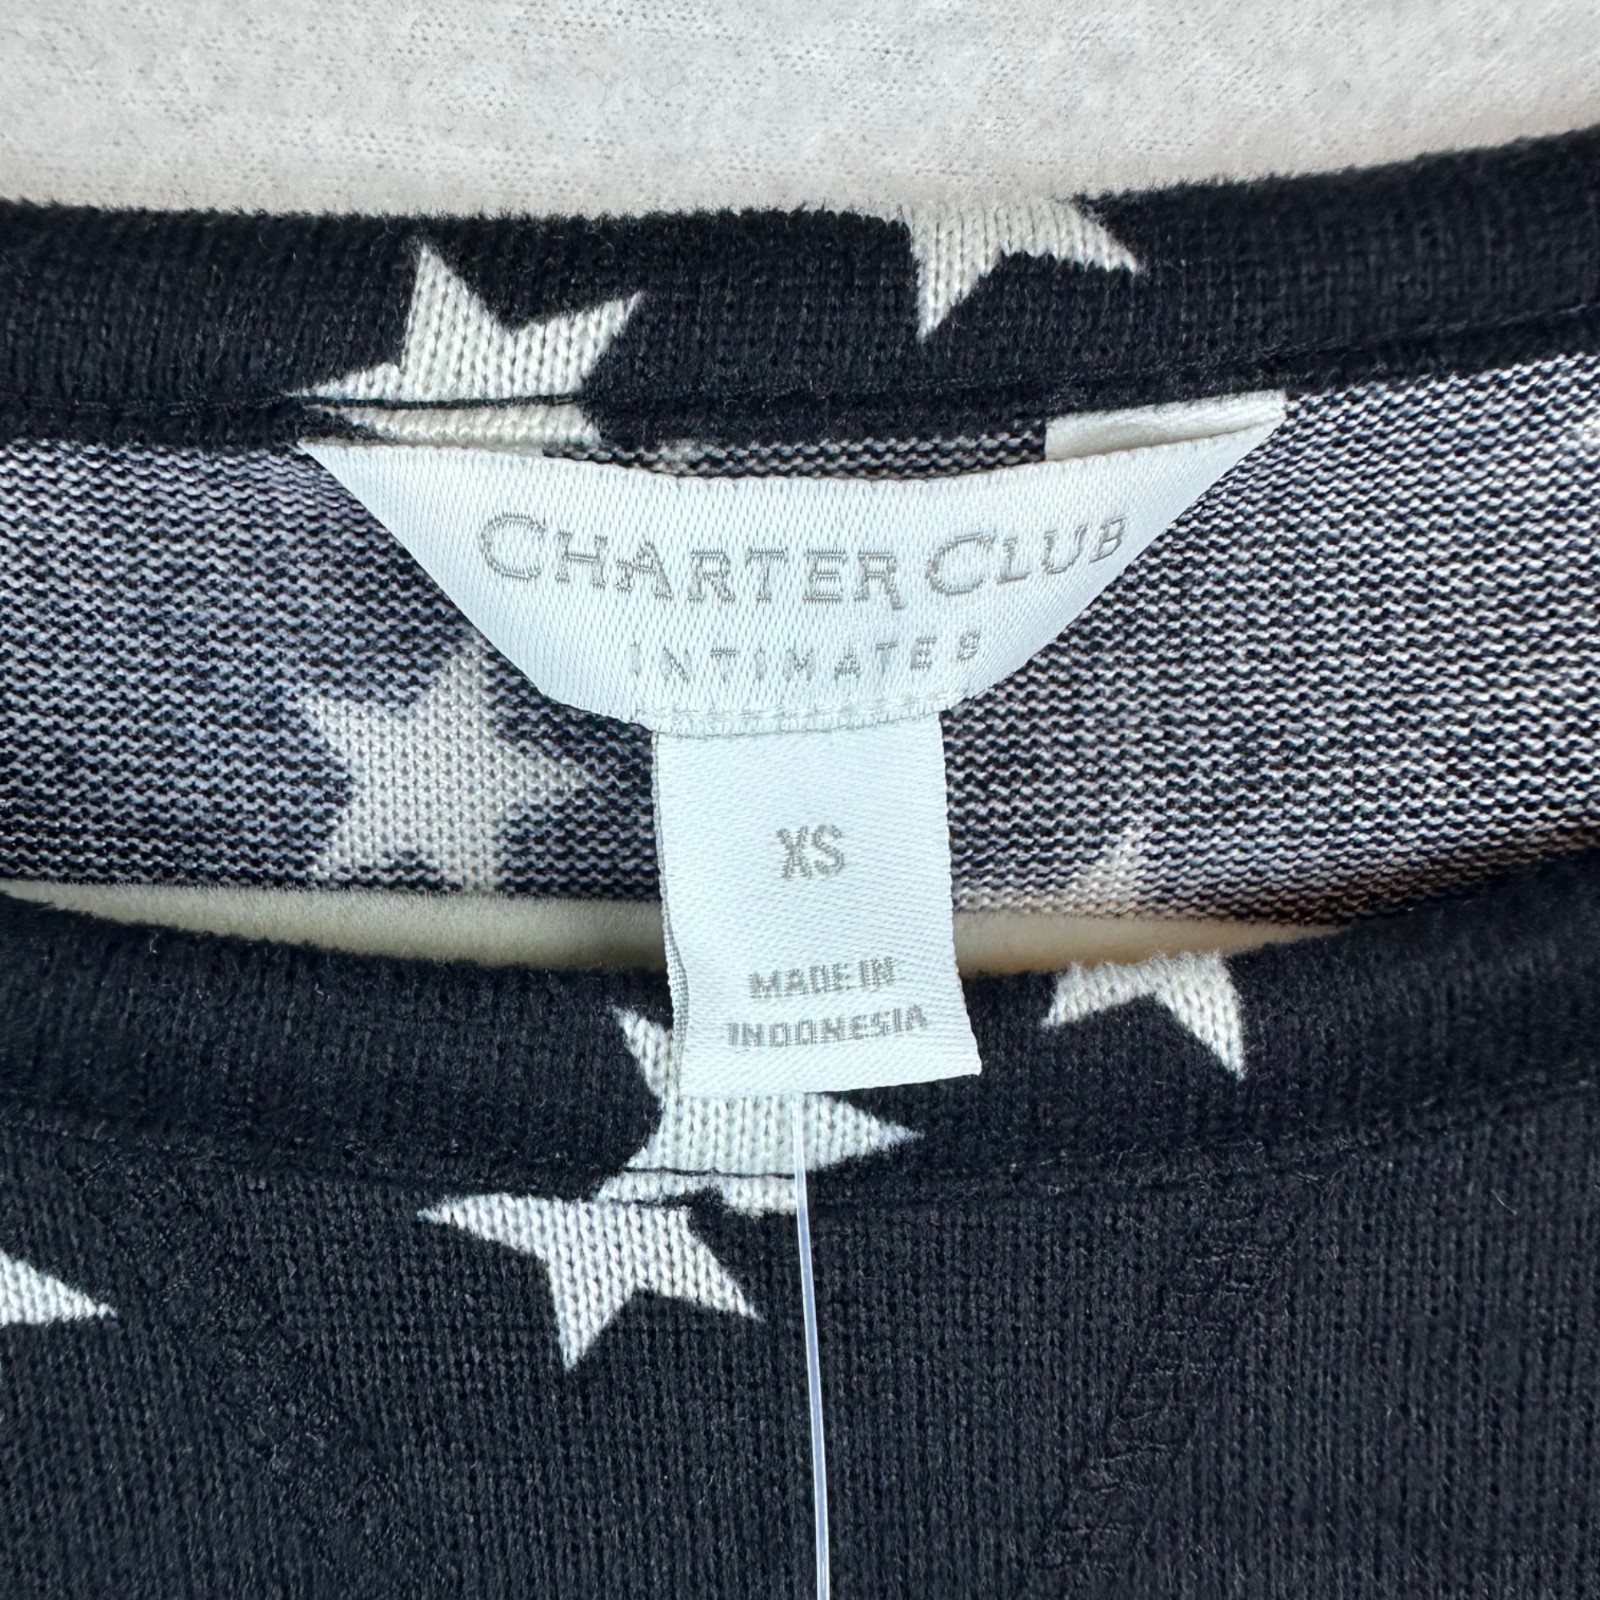 CHARTER CLUB
INTIMATES
XS
MADE IN
INDONESIA